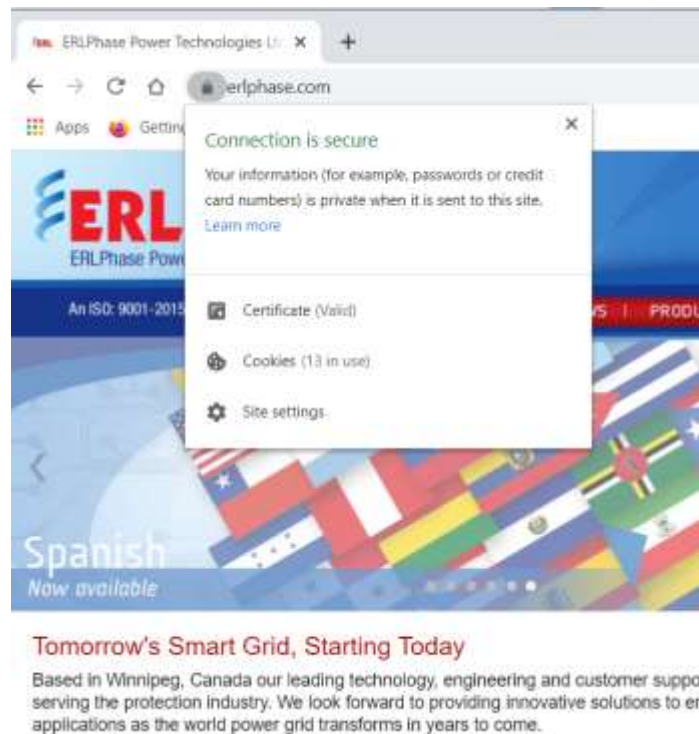 ERLPhase Power Technologies Lt
erlphase.com
Apps
Getting
Connection is secure
Your information (for example, passwords or credit
card numbers) is private when it is sent to this site.
Learn more
Certificate (Valid)
Cookies (13 in use)
Site settings
ERL
ERLPhase Powe
An ISO: 9001-2015
WS | PRODU
Spanish
Now available
Tomorrow's Smart Grid, Starting Today
Based in Winnipeg, Canada our leading technology, engineering and customer suppo
serving the protection industry. We look forward to providing innovative solutions to en
applications as the world power grid transforms in years to come.